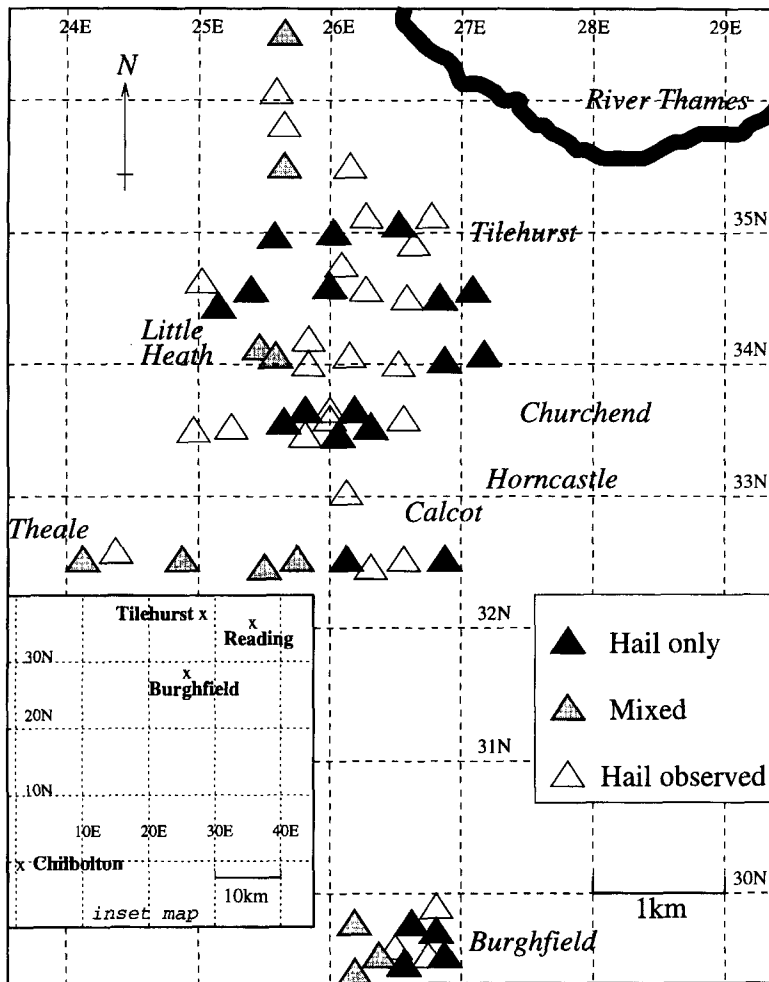 24E 25E 26E 27E 28E 29E
N
River Thames
35N
Tilehurst
Little
Heath
34N
Churchend
Horncastle
33N
Calcot
Theale
32N
31N
30N
Burghfield
1km
Hail only
Mixed
Hail observed
Tilehurst x
x
Reading
30N
x
Burghfield
20N
10N
10E 20E 30E 40E
x Chilbolton
10km
inset map